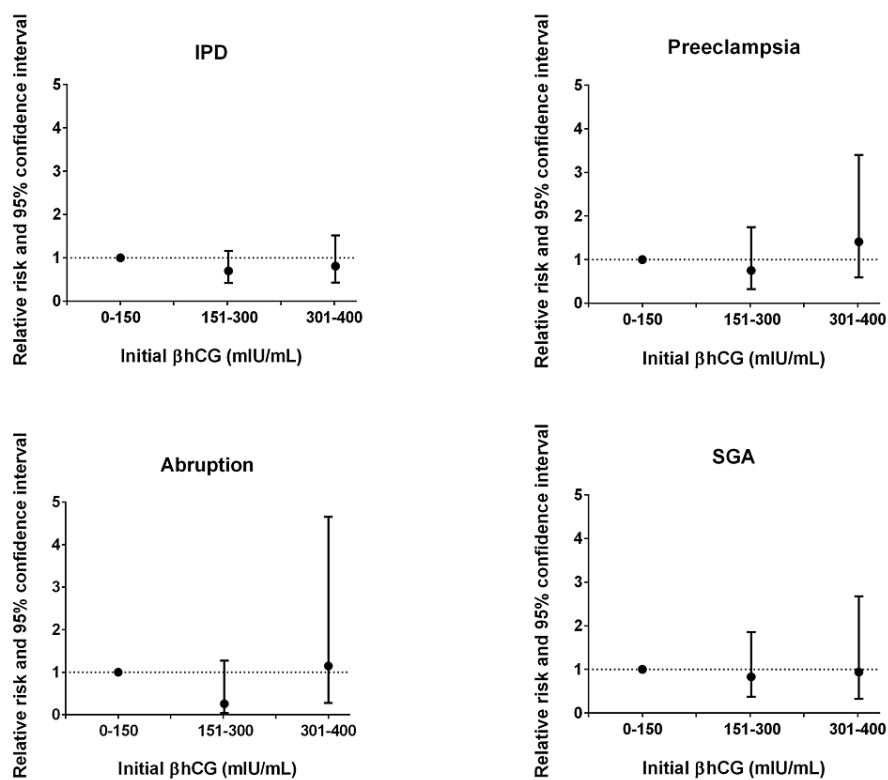 IPD
Relative risk and 95% confidence interval
5
4
3
2
1
0
0-150 151-300 301-400
Initial βhCG (mIU/mL)
Preeclampsia
Relative risk and 95% confidence interval
5
4
3
2
1
0
0-150 151-300 301-400
Initial βhCG (mIU/mL)
Abruption
Relative risk and 95% confidence interval
5
4
3
2
1
0
0-150 151-300 301-400
Initial βhCG (mIU/mL)
SGA
Relative risk and 95% confidence interval
5
4
3
2
1
0
0-150 151-300 301-400
Initial βhCG (mIU/mL)